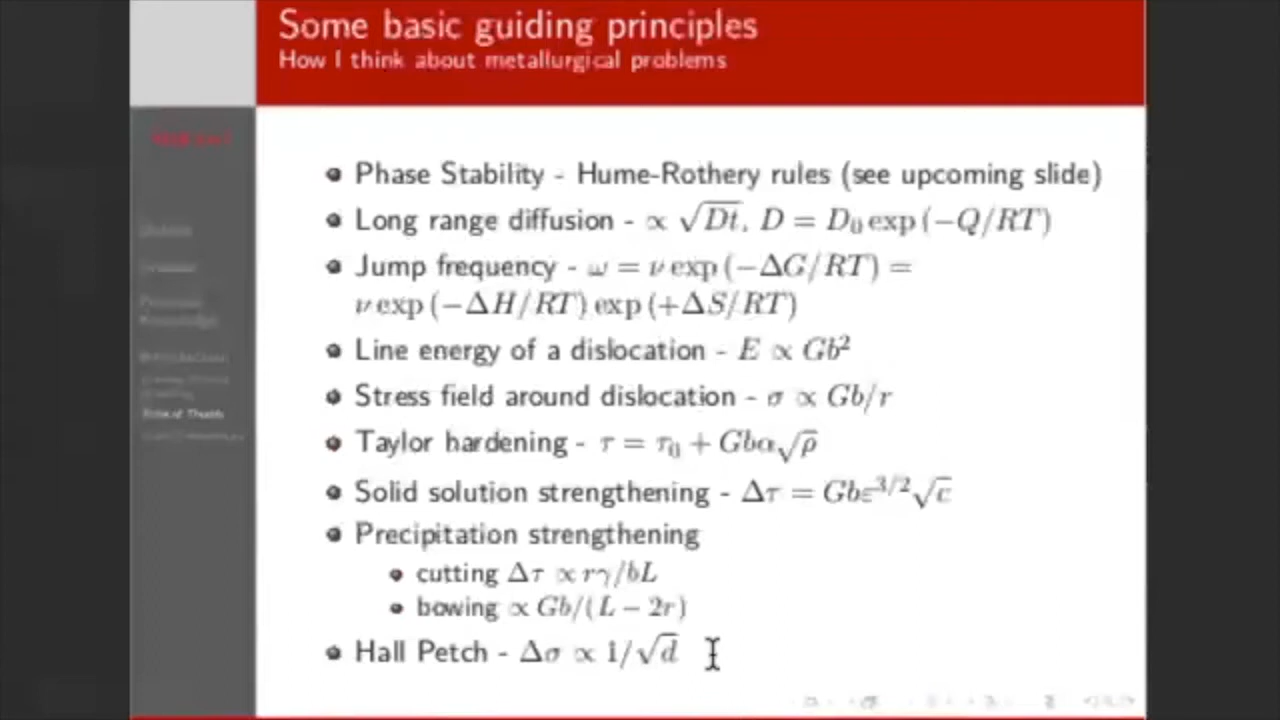 Some basic guiding principles
How I think about metallurgical problems
Phase Stability - Hume-Rothery rules (see upcoming slide)
Long range diffusion - ∝ √Dt, D = D₀ exp (−Q/RT)
Jump frequency - ω = ν exp (−ΔG/RT) =
ν exp (−ΔH/RT) exp (+ΔS/RT)
Line energy of a dislocation - E ∝ Gb²
Stress field around dislocation - σ ∝ Gb/r
Taylor hardening - τ = τ₀ + Gbα√ρ
Solid solution strengthening - Δτ = Gbε^3/2√c
Precipitation strengthening
cutting Δτ ∝ rγ/bL
bowing ∝ Gb/(L − 2r)
Hall Petch - Δσ ∝ 1/√d